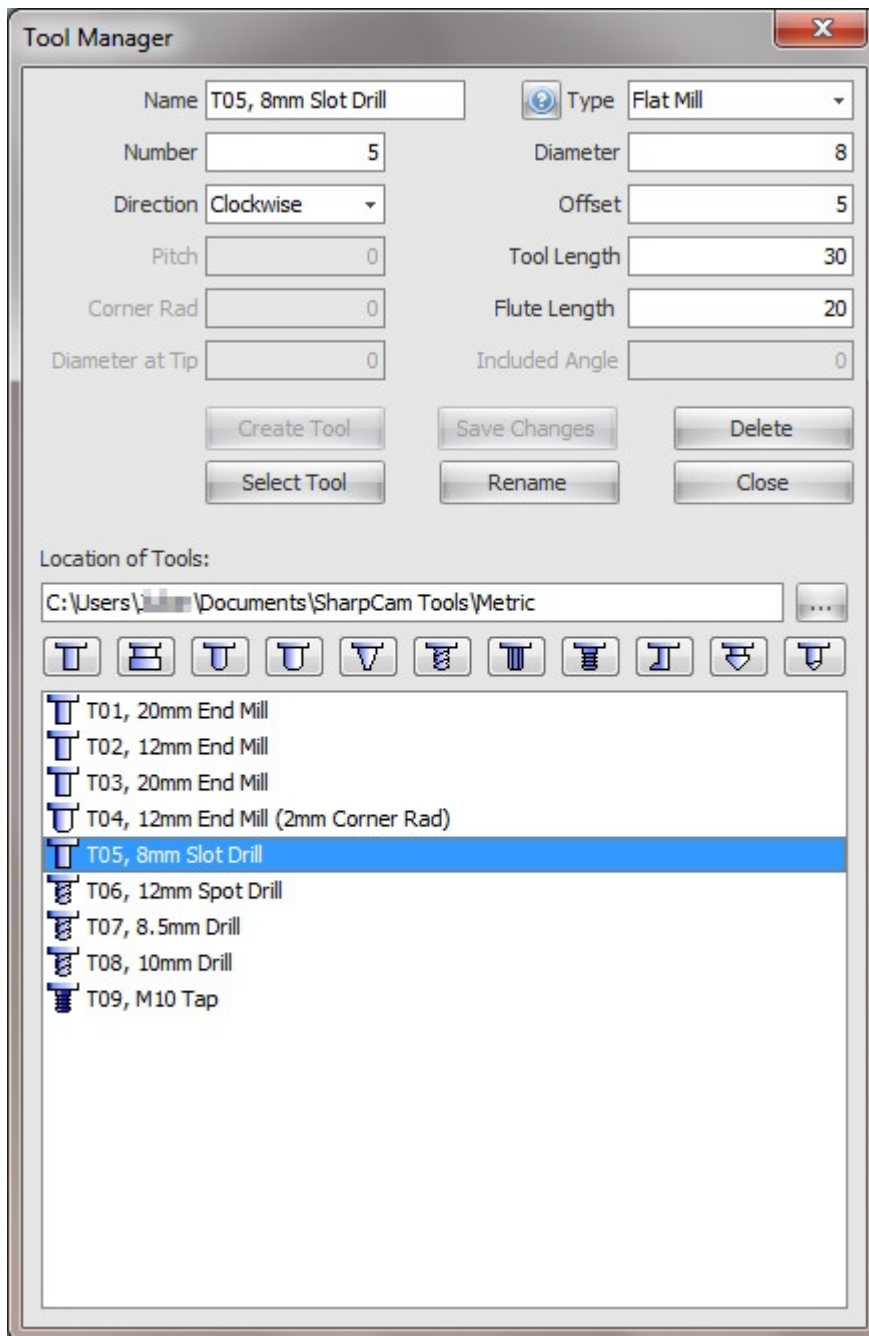 Tool Manager
Name T05, 8mm Slot Drill Type Flat Mill
Number 5 Diameter 8
Direction Clockwise Offset 5
Pitch 0 Tool Length 30
Corner Rad 0 Flute Length 20
Diameter at Tip 0 Included Angle 0
Create Tool Save Changes Delete
Select Tool Rename Close
Location of Tools:
C:\Users\ \Documents\SharpCam Tools\Metric ...
T01, 20mm End Mill
T02, 12mm End Mill
T03, 20mm End Mill
T04, 12mm End Mill (2mm Corner Rad)
T05, 8mm Slot Drill
T06, 12mm Spot Drill
T07, 8.5mm Drill
T08, 10mm Drill
T09, M10 Tap